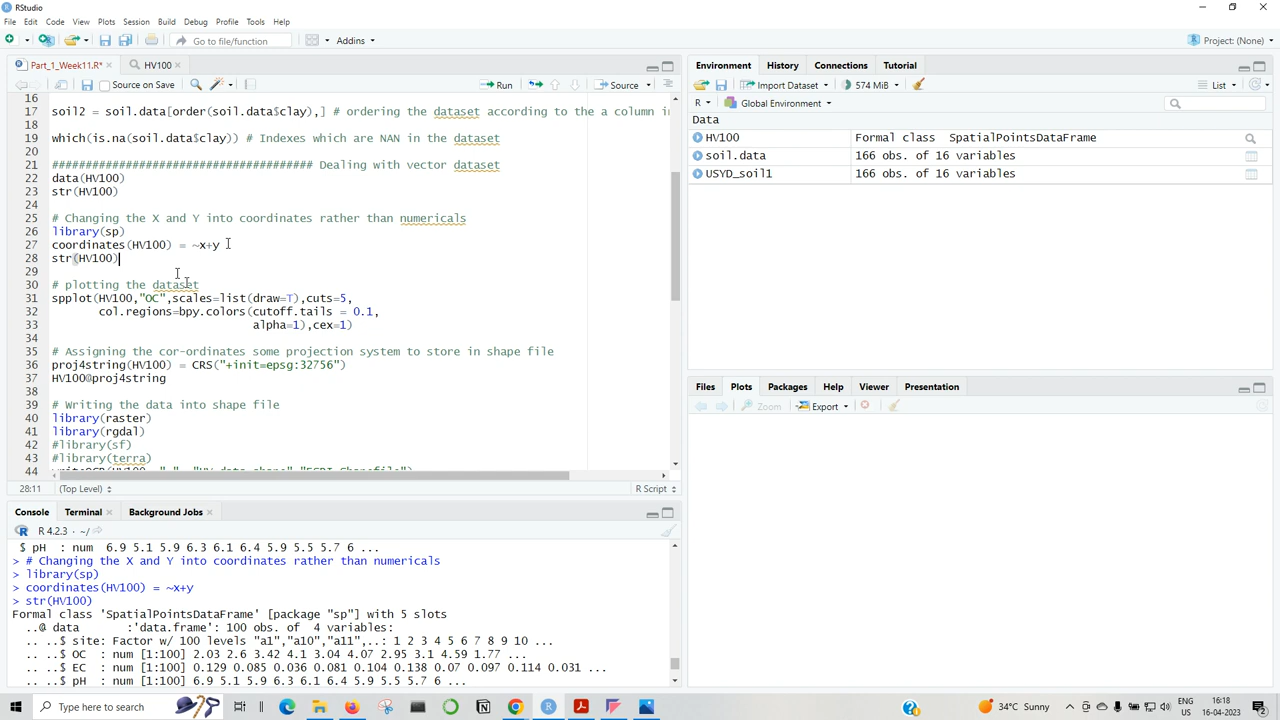 RStudio
File Edit Code View Plots Session Build Debug Profile Tools Help
Go to file/function Addins Project: (None)
Part_1_Week11.R* HV100
Source on Save Run Source
16
17 soil2 = soil.data[order(soil.data$clay),] # ordering the dataset according to the a column i
18
19 which(is.na(soil.data$clay)) # Indexes which are NAN in the dataset
20
21 ####################################### Dealing with vector dataset
22 data(HV100)
23 str(HV100)
24
25 # Changing the X and Y into coordinates rather than numericals
26 library(sp)
27 coordinates(HV100) = ~x+y
28 str(HV100)
29
30 # plotting the dataset
31 spplot(HV100,"OC",scales=list(draw=T),cuts=5,
32 col.regions=bpy.colors(cutoff.tails = 0.1,
33 alpha=1),cex=1)
34
35 # Assigning the cor-ordinates some projection system to store in shape file
36 proj4string(HV100) = CRS("+init=epsg:32756")
37 HV100@proj4string
38
39 # Writing the data into shape file
40 library(raster)
41 library(rgdal)
42 #library(sf)
43 #library(terra)
44
28:11 (Top Level) R Script
Console Terminal Background Jobs
R 4.2.3 · ~/
$ pH : num 6.9 5.1 5.9 6.3 6.1 6.4 5.9 5.5 5.7 6 ...
> # Changing the X and Y into coordinates rather than numericals
> library(sp)
> coordinates(HV100) = ~x+y
> str(HV100)
Formal class 'SpatialPointsDataFrame' [package "sp"] with 5 slots
..@ data :'data.frame': 100 obs. of 4 variables:
.. ..$ site: Factor w/ 100 levels "a1","a10","a11",..: 1 2 3 4 5 6 7 8 9 10 ...
.. ..$ OC : num [1:100] 2.03 2.6 3.42 4.1 3.04 4.07 2.95 3.1 4.59 1.77 ...
.. ..$ EC : num [1:100] 0.129 0.085 0.036 0.081 0.104 0.138 0.07 0.097 0.114 0.031 ...
.. ..$ pH : num [1:100] 6.9 5.1 5.9 6.3 6.1 6.4 5.9 5.5 5.7 6 ...
Environment History Connections Tutorial
Import Dataset 574 MiB List
R Global Environment
Data
HV100 Formal class SpatialPointsDataFrame
soil.data 166 obs. of 16 variables
USYD_soil1 166 obs. of 16 variables
Files Plots Packages Help Viewer Presentation
Zoom Export
Type here to search
34°C Sunny
ENG
US
16:18
16-04-2023
2